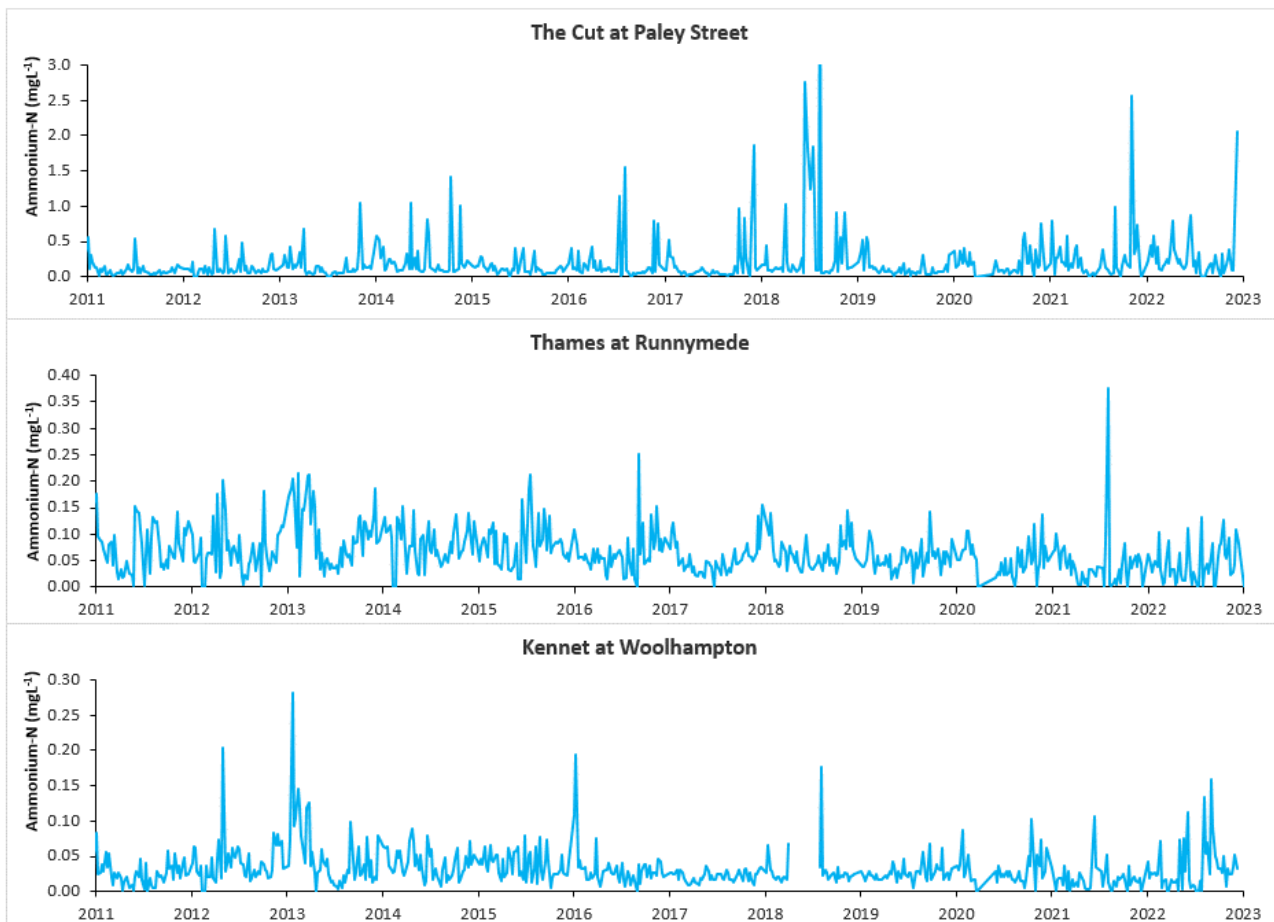 The Cut at Paley Street
Ammonium-N (mgL-1)
3.0
2.5
2.0
1.5
1.0
0.5
0.0
2011 2012 2013 2014 2015 2016 2017 2018 2019 2020 2021 2022 2023
Thames at Runnymede
Ammonium-N (mgL-1)
0.40
0.35
0.30
0.25
0.20
0.15
0.10
0.05
0.00
2011 2012 2013 2014 2015 2016 2017 2018 2019 2020 2021 2022 2023
Kennet at Woolhampton
Ammonium-N (mgL-1)
0.30
0.25
0.20
0.15
0.10
0.05
0.00
2011 2012 2013 2014 2015 2016 2017 2018 2019 2020 2021 2022 2023